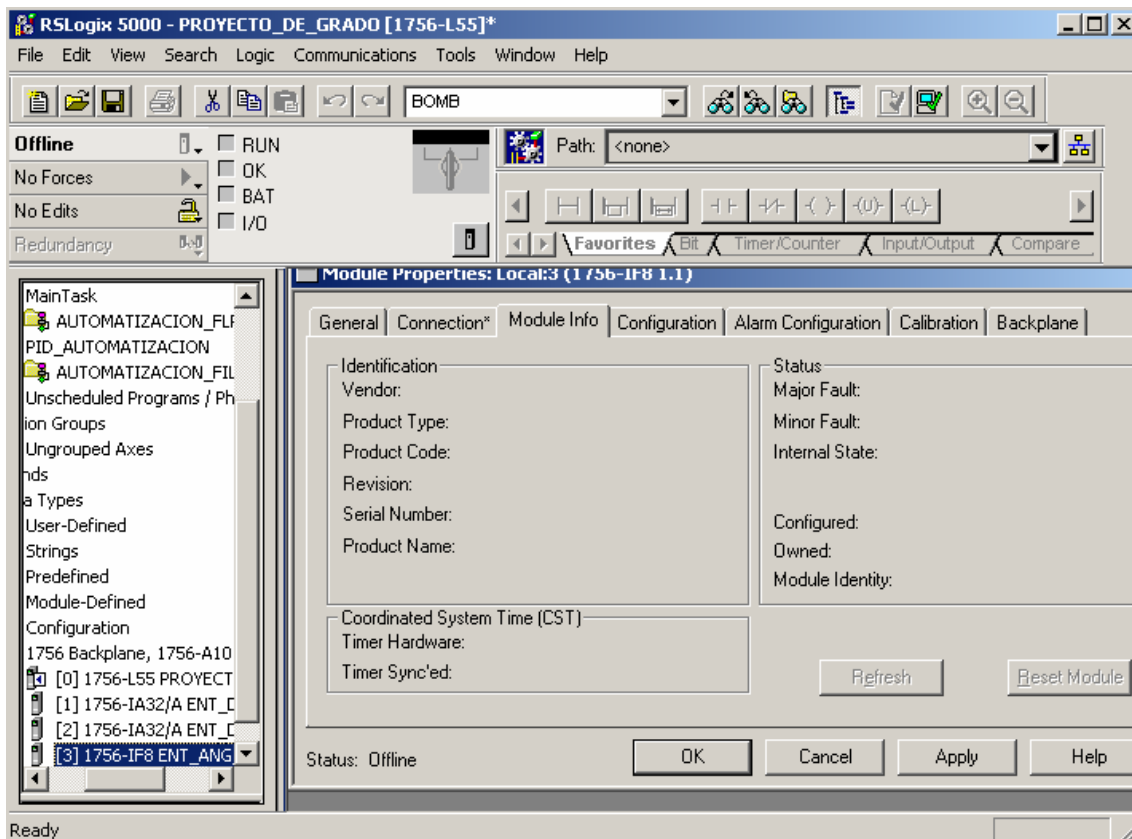 RSLogix 5000 - PROYECTO_DE_GRADO [1756-L55]*
File Edit View Search Logic Communications Tools Window Help
BOMB
Offline
RUN
No Forces
OK
No Edits
BAT
Redundancy
I/O
Path: <none>
Favorites Bit Timer/Counter Input/Output Compare
MainTask
AUTOMATIZACION_FLF
PID_AUTOMATIZACION
AUTOMATIZACION_FIL
Unscheduled Programs / Ph
ion Groups
Ungrouped Axes
nds
a Types
User-Defined
Strings
Predefined
Module-Defined
Configuration
1756 Backplane, 1756-A10
[0] 1756-L55 PROYECT
[1] 1756-IA32/A ENT_D
[2] 1756-IA32/A ENT_D
[3] 1756-IF8 ENT_ANG
Module Properties: Local:3 (1756-IF8 1.1)
General Connection* Module Info Configuration Alarm Configuration Calibration Backplane
Identification
Vendor:
Product Type:
Product Code:
Revision:
Serial Number:
Product Name:
Status
Major Fault:
Minor Fault:
Internal State:
Configured:
Owned:
Module Identity:
Coordinated System Time (CST)
Timer Hardware:
Timer Sync'ed:
Refresh Reset Module
Status: Offline
OK Cancel Apply Help
Ready